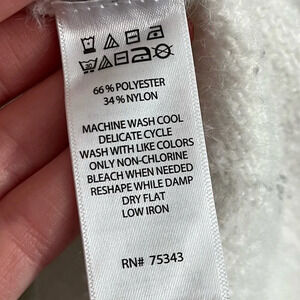 66% POLYESTER
34% NYLON
MACHINE WASH COOL
DELICATE CYCLE
WASH WITH LIKE COLORS
ONLY NON-CHLORINE
BLEACH WHEN NEEDED
RESHAPE WHILE DAMP
DRY FLAT
LOW IRON
RN# 75343